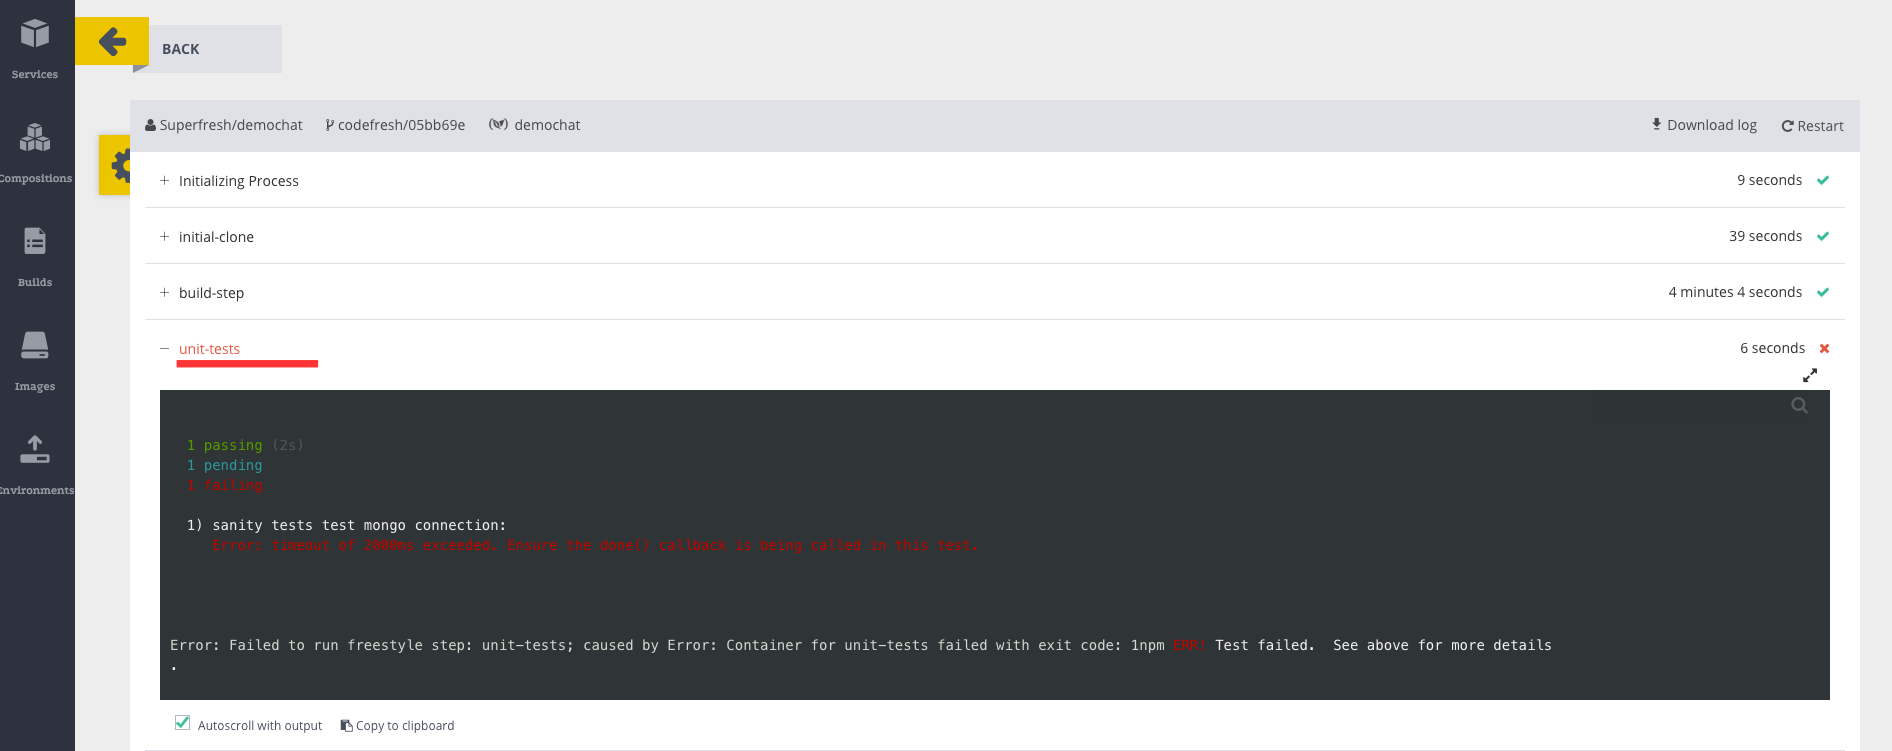 Services
Compositions
Builds
Images
Environments
BACK
Superfresh/demochat codefresh/05bb69e demochat Download log Restart
Initializing Process 9 seconds
initial-clone 39 seconds
build-step 4 minutes 4 seconds
unit-tests 6 seconds
1 passing (2s)
1 pending
1 failing
1) sanity tests test mongo connection:
Error: timeout of 2000ms exceeded. Ensure the done() callback is being called in this test.
Error: Failed to run freestyle step: unit-tests; caused by Error: Container for unit-tests failed with exit code: 1npm ERR! Test failed.  See above for more details
.
Autoscroll with output Copy to clipboard